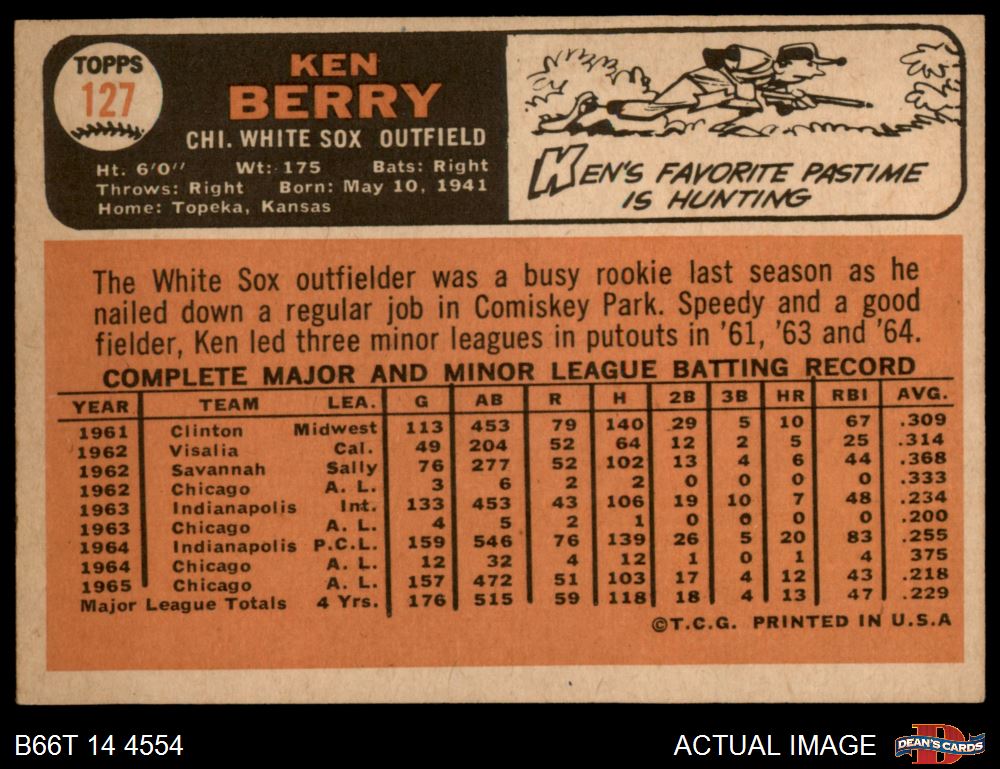 TOPPS
127
KEN
BERRY
CHI. WHITE SOX OUTFIELD
Ht. 6'0" Wt: 175 Bats: Right
Throws: Right Born: May 10, 1941
Home: Topeka, Kansas
KEN'S FAVORITE PASTIME
IS HUNTING
The White Sox outfielder was a busy rookie last season as he
nailed down a regular job in Comiskey Park. Speedy and a good
fielder, Ken led three minor leagues in putouts in '61, '63 and '64.
COMPLETE MAJOR AND MINOR LEAGUE BATTING RECORD
YEAR TEAM LEA. G AB R H 2B 3B HR RBI AVG.
1961 Clinton Midwest 113 453 79 140 29 5 10 67 .309
1962 Visalia Cal. 49 204 52 64 12 2 5 25 .314
1962 Savannah Sally 76 277 52 102 13 4 6 44 .368
1962 Chicago A. L. 3 6 2 2 0 0 0 0 .333
1963 Indianapolis Int. 133 453 43 106 19 10 7 48 .234
1963 Chicago A. L. 4 5 2 1 0 0 0 0 .200
1964 Indianapolis P.C.L. 159 546 76 139 26 5 20 83 .255
1964 Chicago A. L. 12 32 4 12 1 0 1 4 375
1965 Chicago A. L. 157 472 51 103 17 4 12 43 .218
Major League Totals 4 Yrs. 176 515 59 118 18 4 13 47 .229
©T.C.G. PRINTED IN U.S.A
B66T 14 4554
ACTUAL IMAGE
D
DEAN'S CARDS